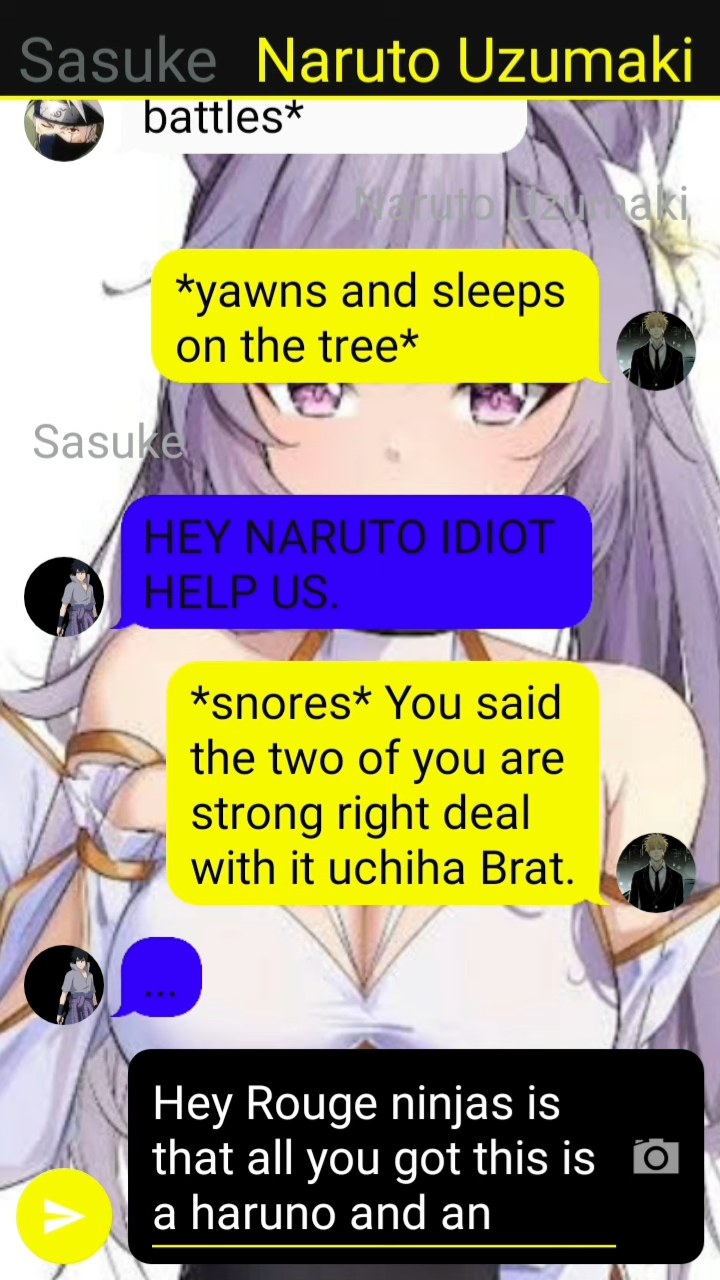 Sasuke Naruto Uzumaki
battles*
Naruto Uzumaki
*yawns and sleeps
on the tree*
Sasuke
HEY NARUTO IDIOT
HELP US.
*snores* You said
the two of you are
strong right deal
with it uchiha Brat.
...
Hey Rouge ninjas is
that all you got this is
a haruno and an